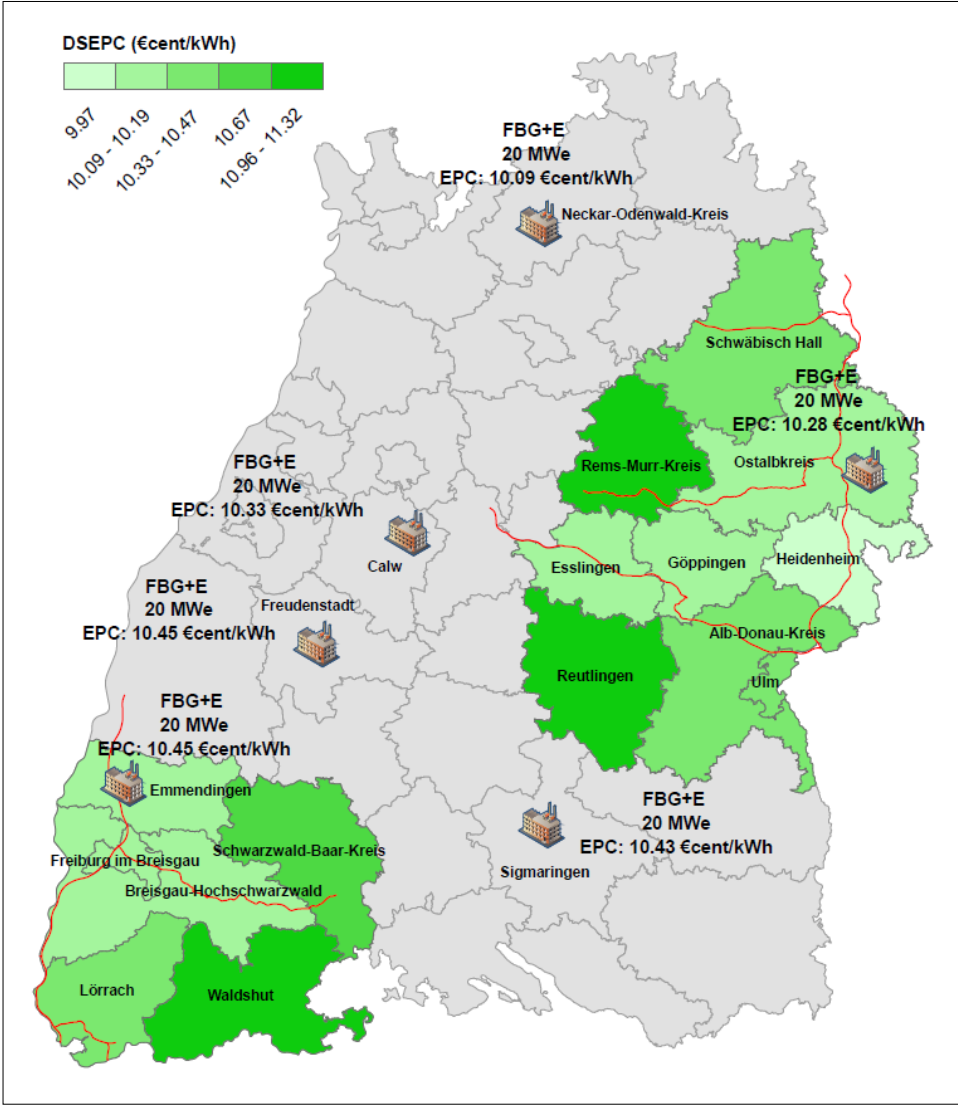 DSEPC (€cent/kWh)
9.97
10.09 - 10.19
10.33 - 10.47
10.67
10.96 - 11.32
FBG+E
20 MWe
EPC: 10.09 €cent/kWh
Neckar-Odenwald-Kreis
Schwäbisch Hall
FBG+E
20 MWe
EPC: 10.28 €cent/kWh
Rems-Murr-Kreis
Ostalbkreis
FBG+E
20 MWe
EPC: 10.33 €cent/kWh
Calw
Esslingen
Göppingen
Heidenheim
FBG+E
20 MWe
EPC: 10.45 €cent/kWh
Freudenstadt
Alb-Donau-Kreis
Reutlingen
Ulm
FBG+E
20 MWe
EPC: 10.45 €cent/kWh
Emmendingen
FBG+E
20 MWe
EPC: 10.43 €cent/kWh
Sigmaringen
Schwarzwald-Baar-Kreis
Freiburg im Breisgau
Breisgau-Hochschwarzwald
Lörrach
Waldshut